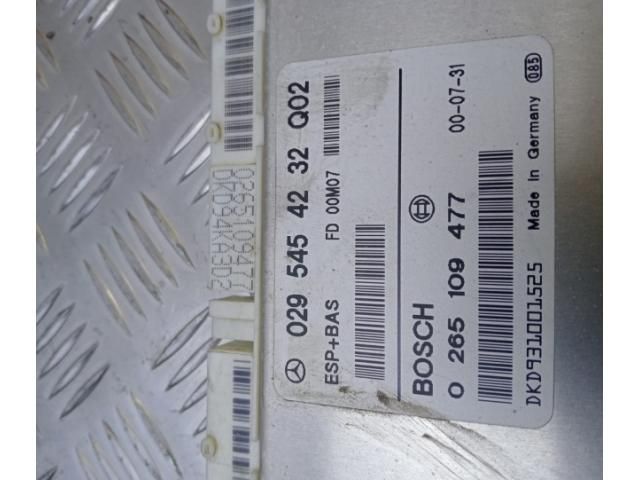 029 545 42 32 Q02
ESP+BAS FD 00M07
BOSCH
0 265 109 477 00-07-31
DKD931001525 Made In Germany 085
0265109477